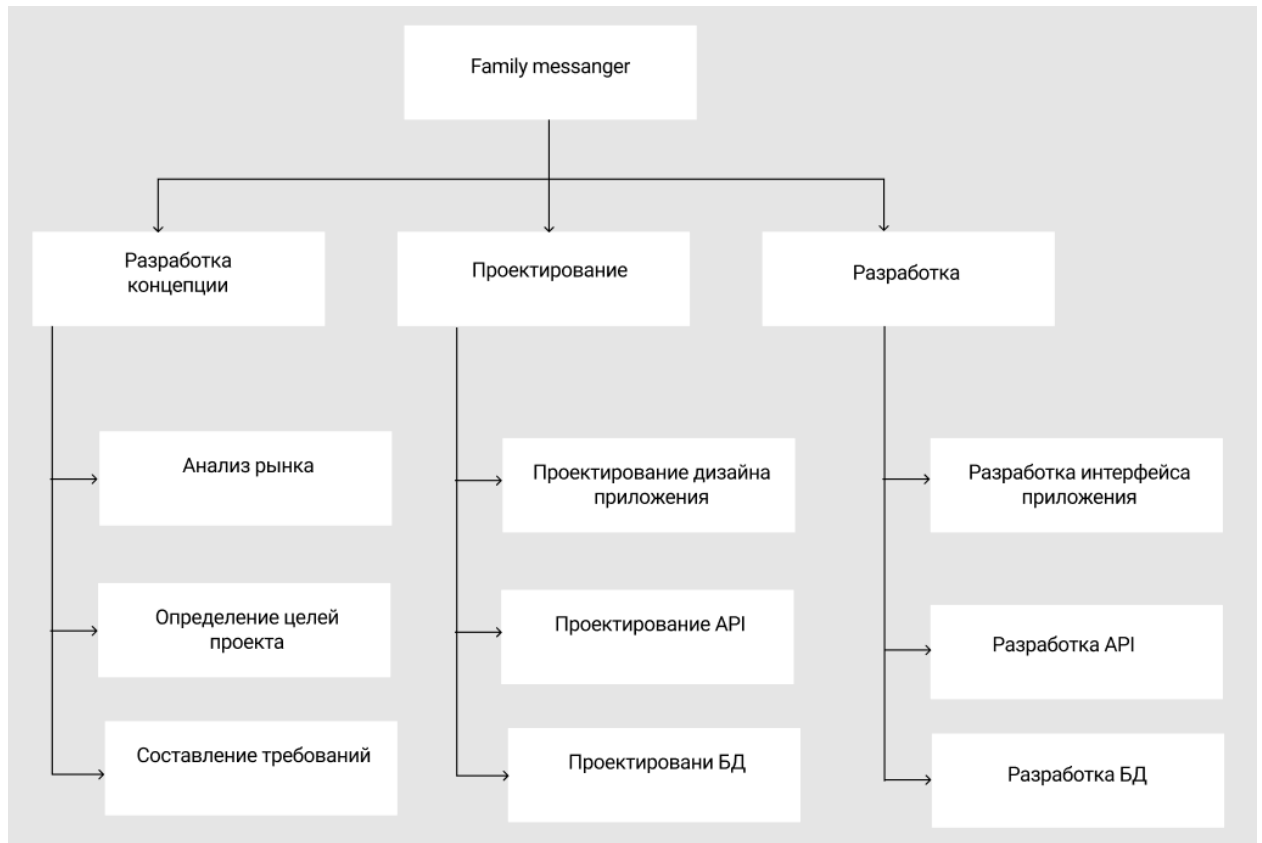 Family messanger
Разработка
концепции
Проектирование
Разработка
Анализ рынка
Определение целей
проекта
Составление требований
Проектирование дизайна
приложения
Проектирование API
Проектировани БД
Разработка интерфейса
приложения
Разработка API
Разработка БД